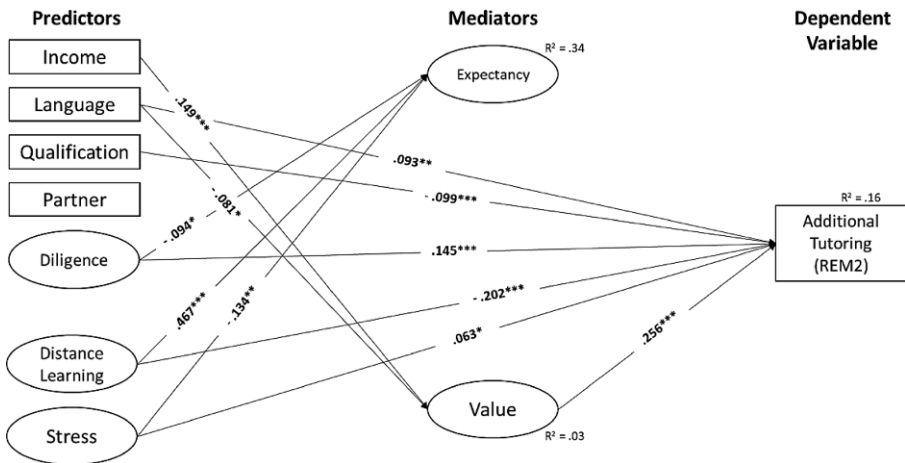 Predictors
Mediators
Dependent
Variable
Income
R² = .34
Expectancy
Language
.149***
Qualification
.093**
- .099***
Partner
- .081*
R² = .16
-.094*
Additional
Tutoring
(REM2)
Diligence
.145***
.467***
- .134**
- .202***
.063*
.256***
Distance
Learning
Value
Stress
R² = .03